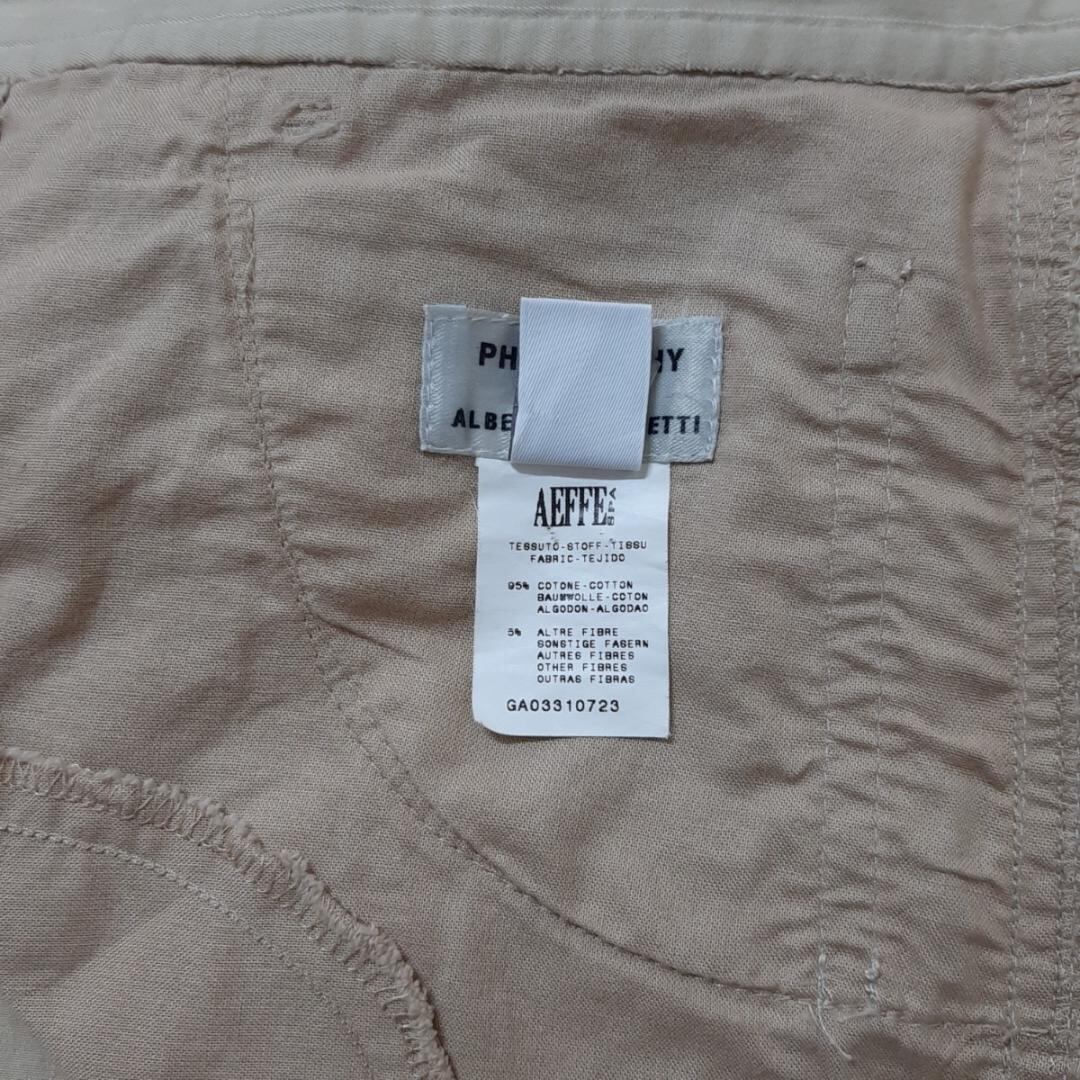 PH HY
ALBE ETTI
AEFFE SPA
TESSUTO-STOFF-TISSU
FABRIC-TEJIDO
95% COTONE-COTTON
BAUMWOLLE-COTON
ALGODON-ALGODAO
5% ALTRE FIBRE
SONSTIGE FASERN
AUTRES FIBRES
OTHER FIBRES
OUTRAS FIBRAS
GA03310723